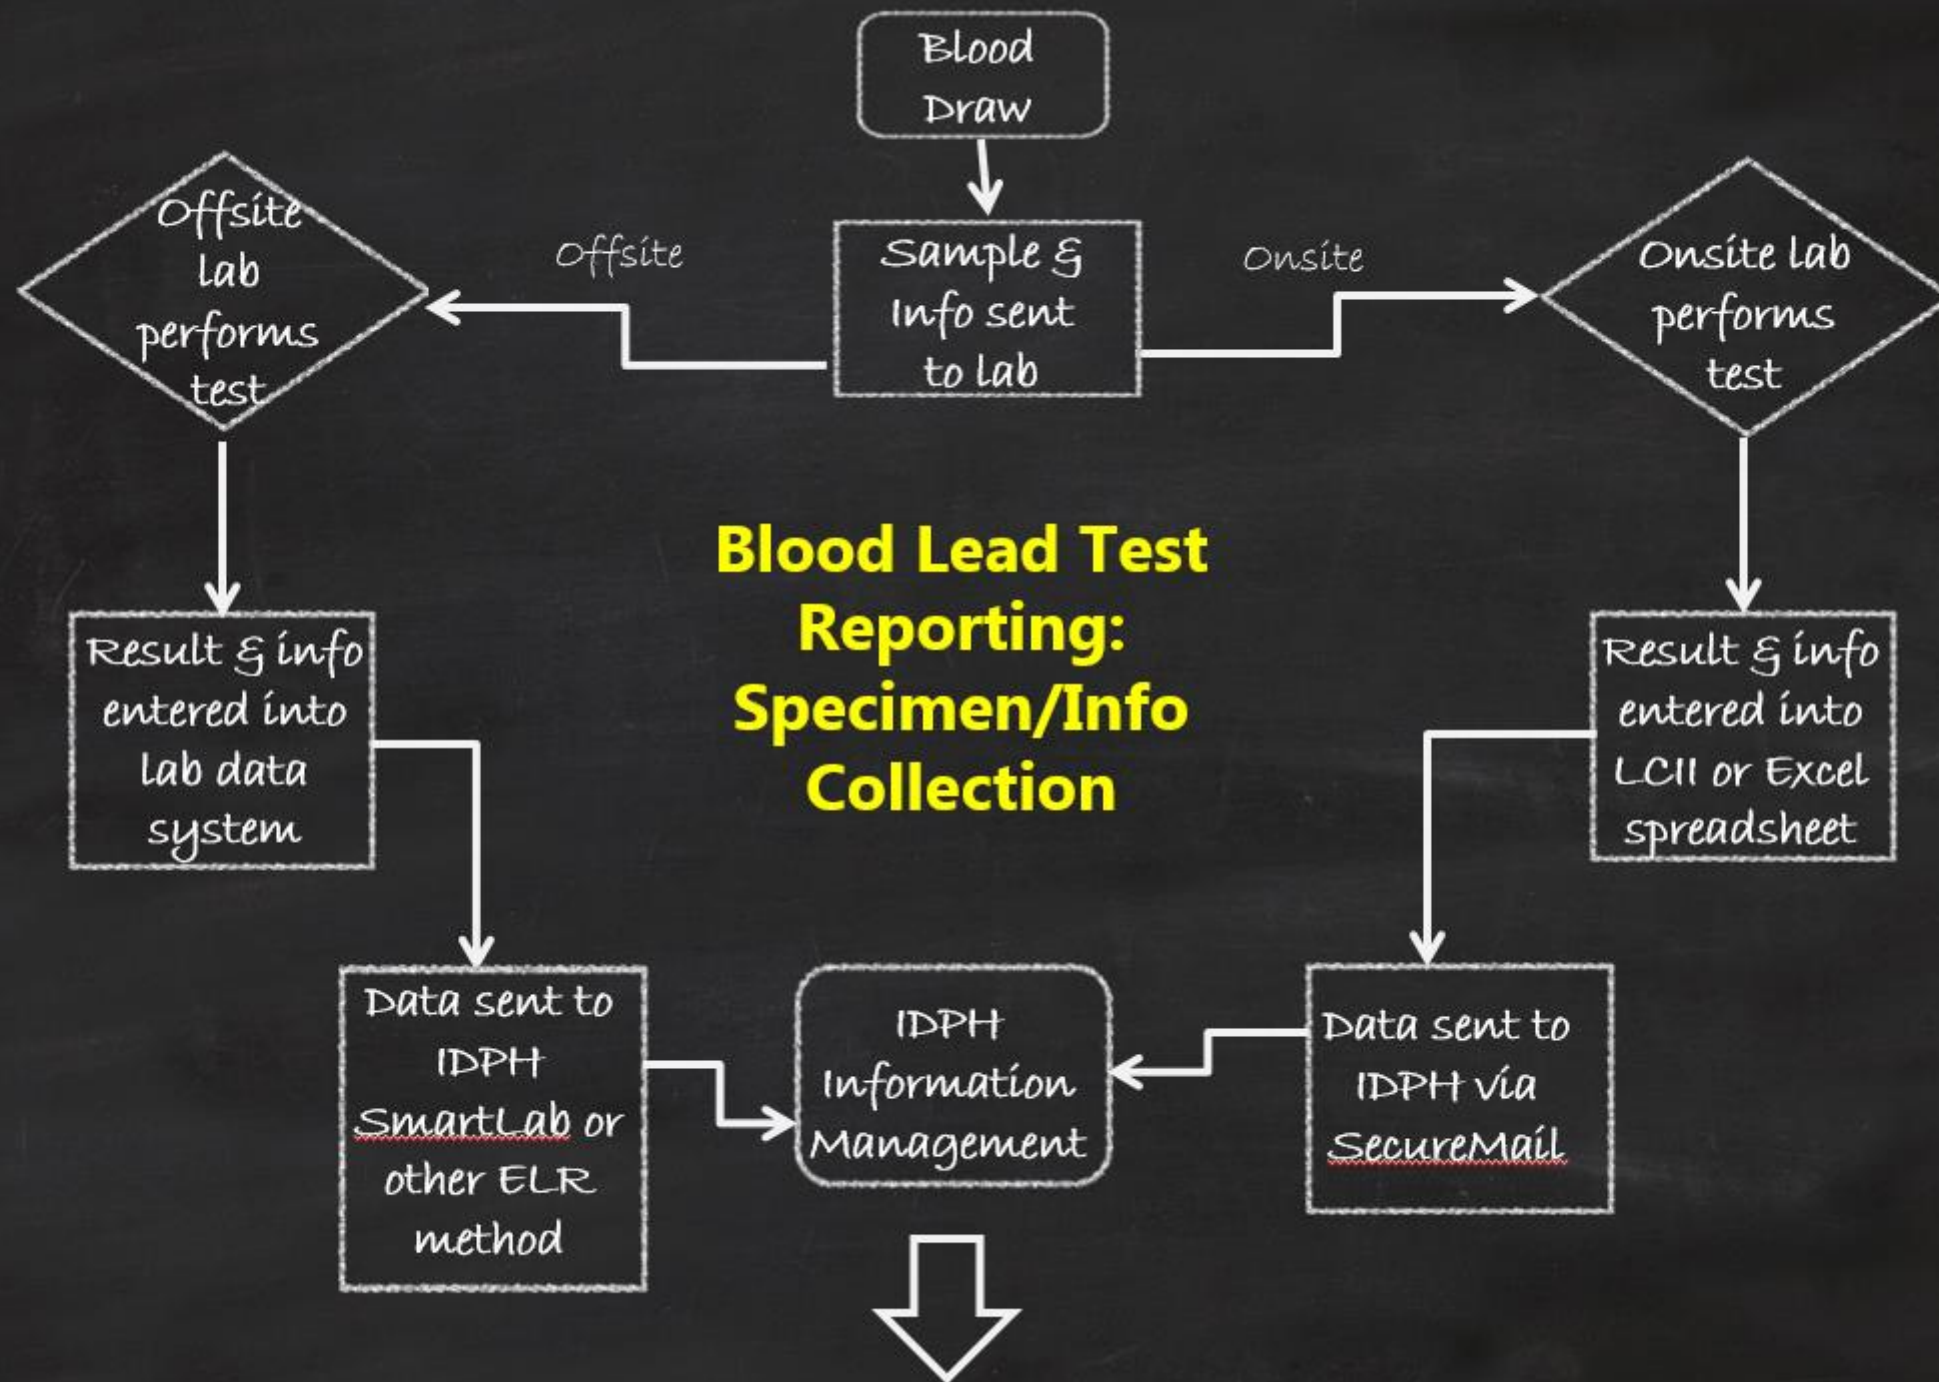 Blood
Draw
Sample &
Info sent
to lab
Offsite
Onsite
Offsite
lab
performs
test
Onsite lab
performs
test
Blood Lead Test
Reporting:
Specimen/Info
Collection
Result & info
entered into
lab data
system
Result & info
entered into
LCII or Excel
spreadsheet
Data sent to
IDPH
SmartLab or
other ELR
method
IDPH
Information
Management
Data sent to
IDPH via
SecureMail